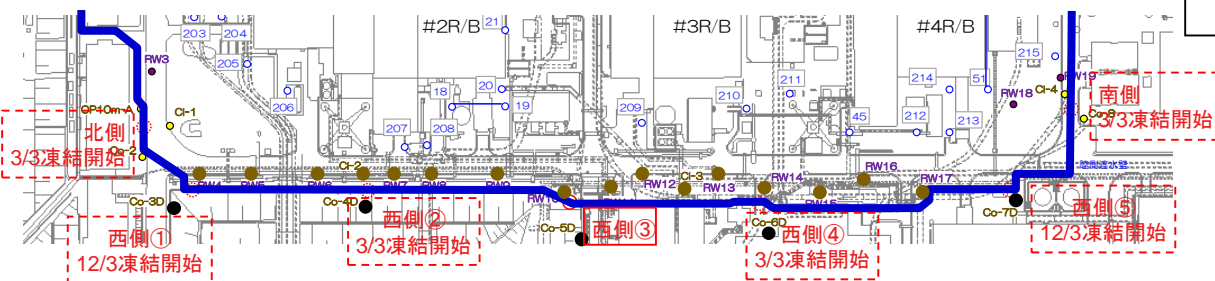 #2R/B
#3R/B
#4R/B
21
203
204
205
206
18
20
19
207
208
209
210
211
45
214
212
213
51
215
RW3
OP40m-A
Ci-1
Co-2
北側
3/3凍結開始
RW19
Ci-4
RW18
南側
3/3凍結開始
Ci-2
RW4
RW5
RW6
RW7
RW8
RW9
RW10
RW12
Ci-3
RW13
RW14
RW15
RW16
RW17
Co-3D
Co-4D
Co-5D
Co-6D
Co-7D
西側①
12/3凍結開始
西側②
3/3凍結開始
西側③
西側④
3/3凍結開始
西側⑤
12/3凍結開始